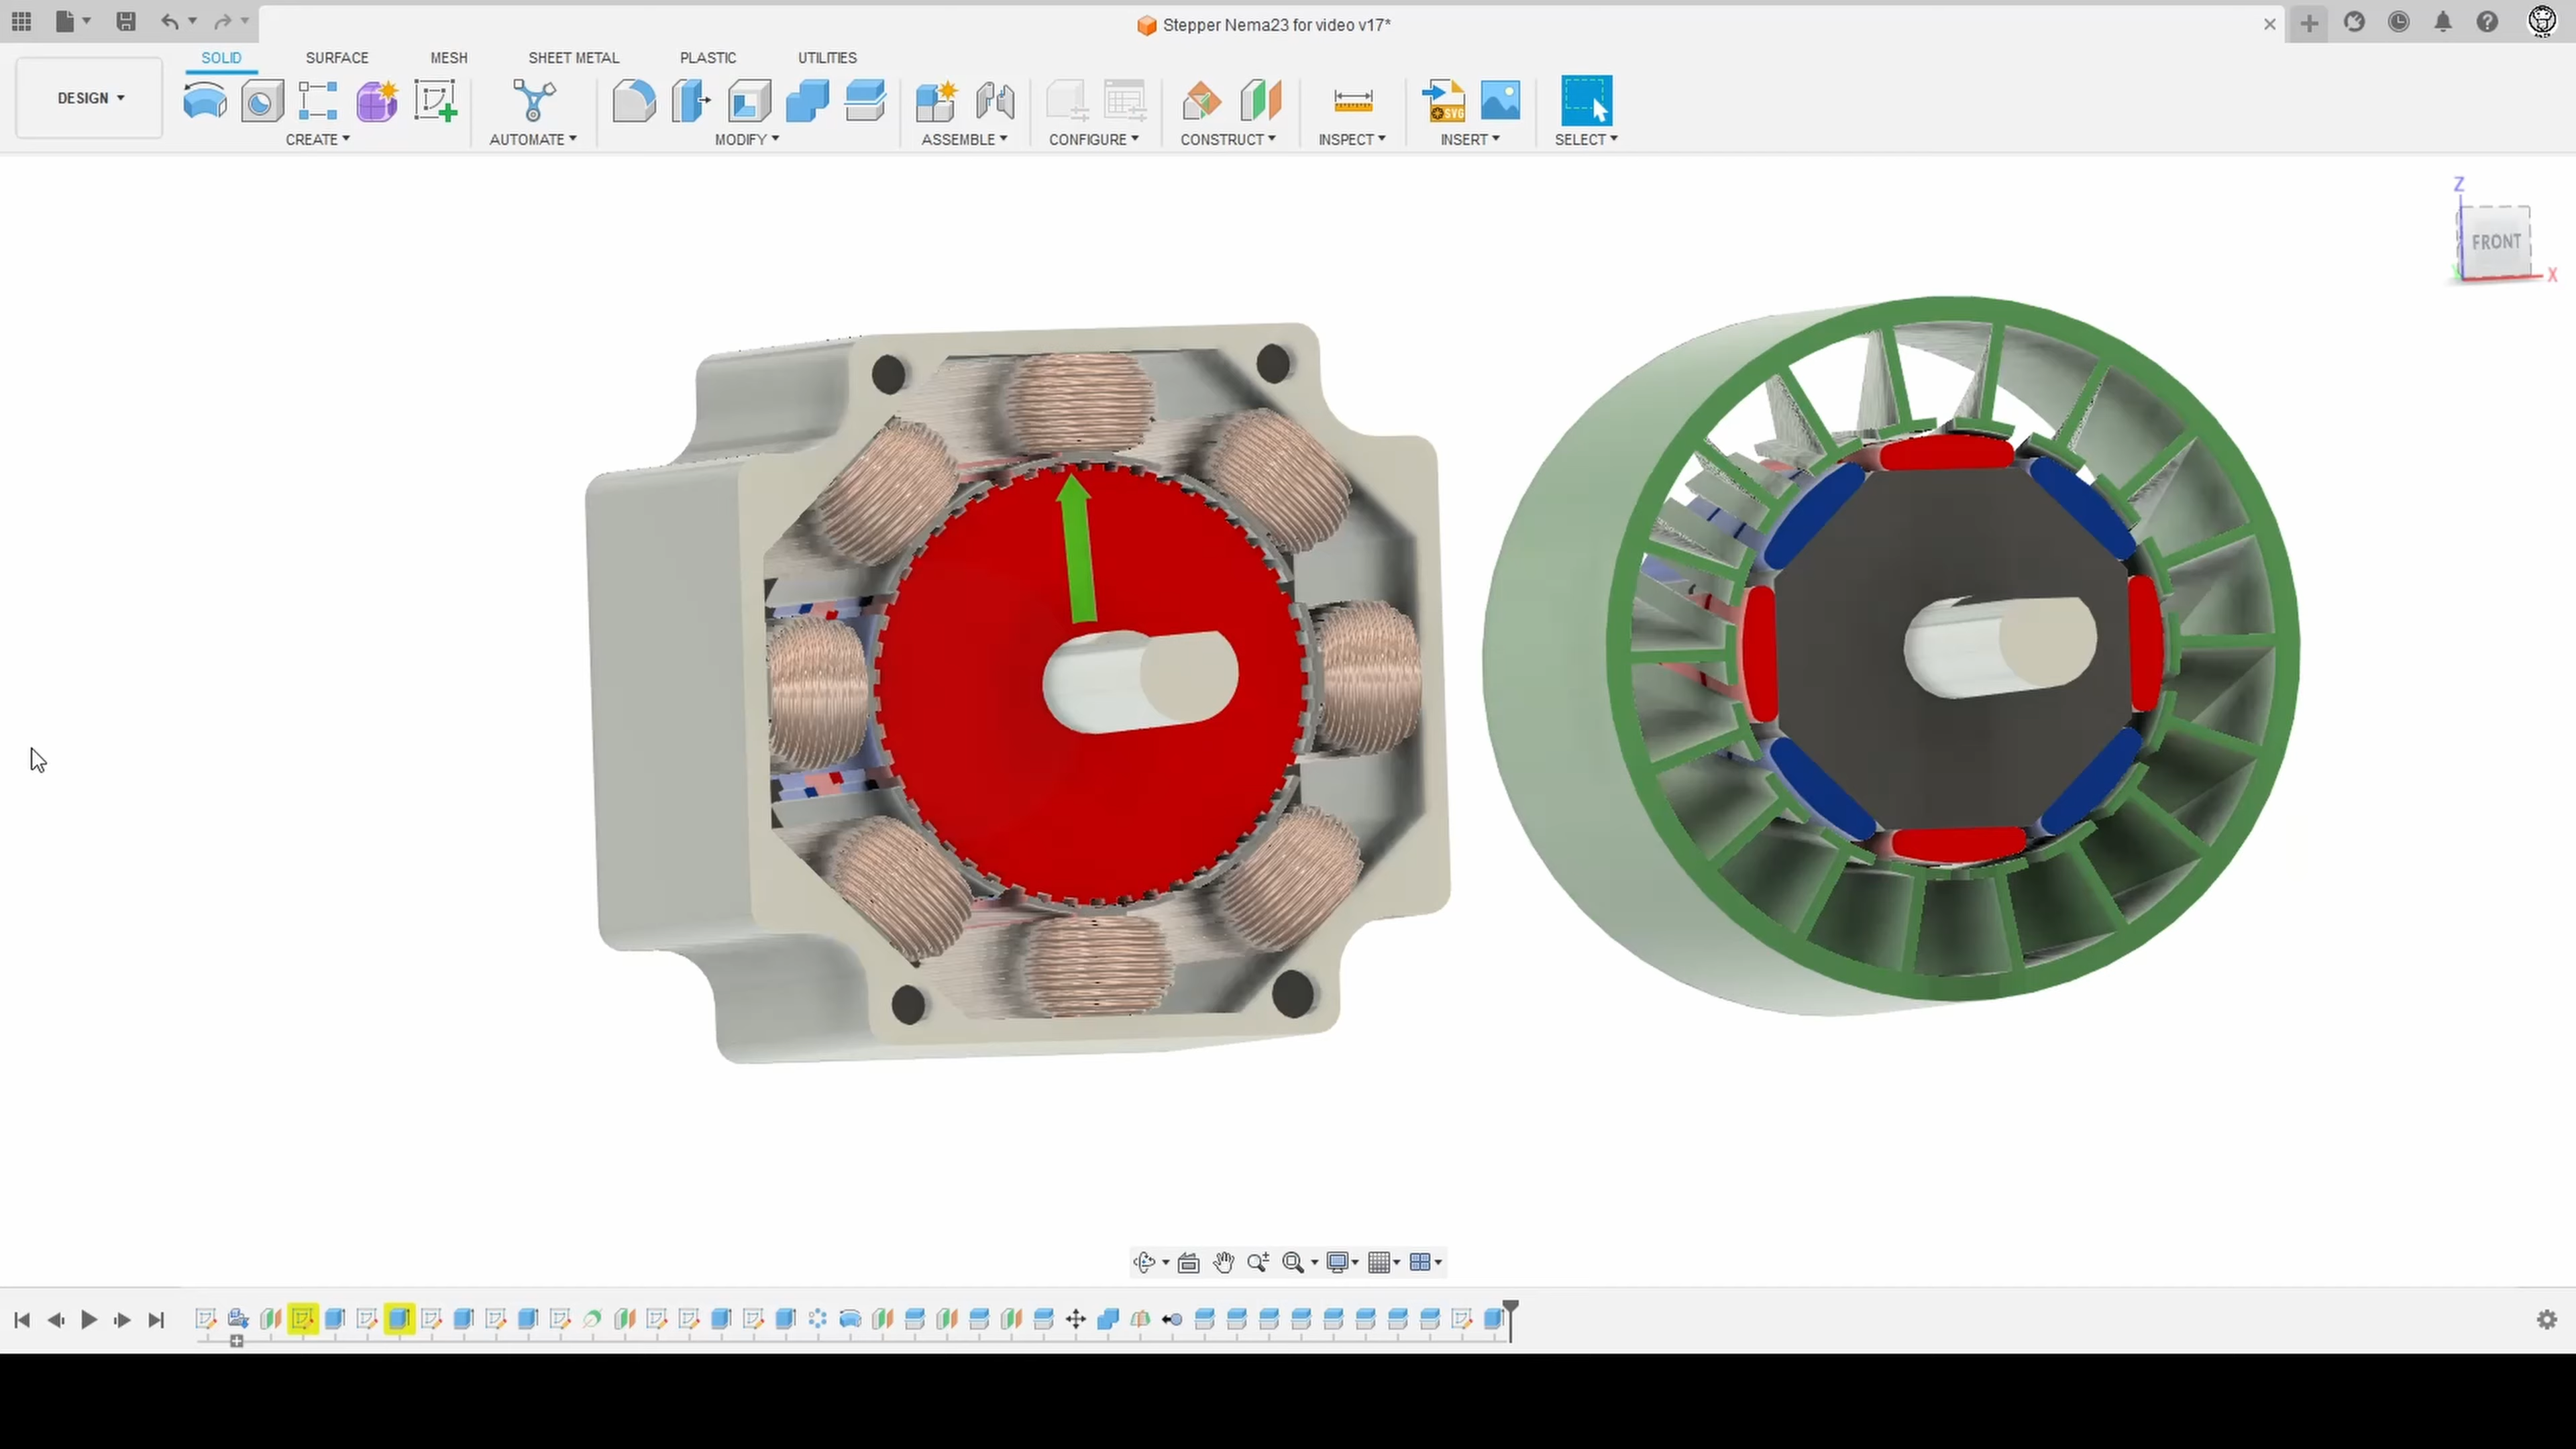 Stepper Nema23 for video v17*
SOLID SURFACE MESH SHEET METAL PLASTIC UTILITIES
DESIGN
CREATE AUTOMATE MODIFY ASSEMBLE CONFIGURE CONSTRUCT INSPECT INSERT SELECT
SVG
Z
FRONT
X